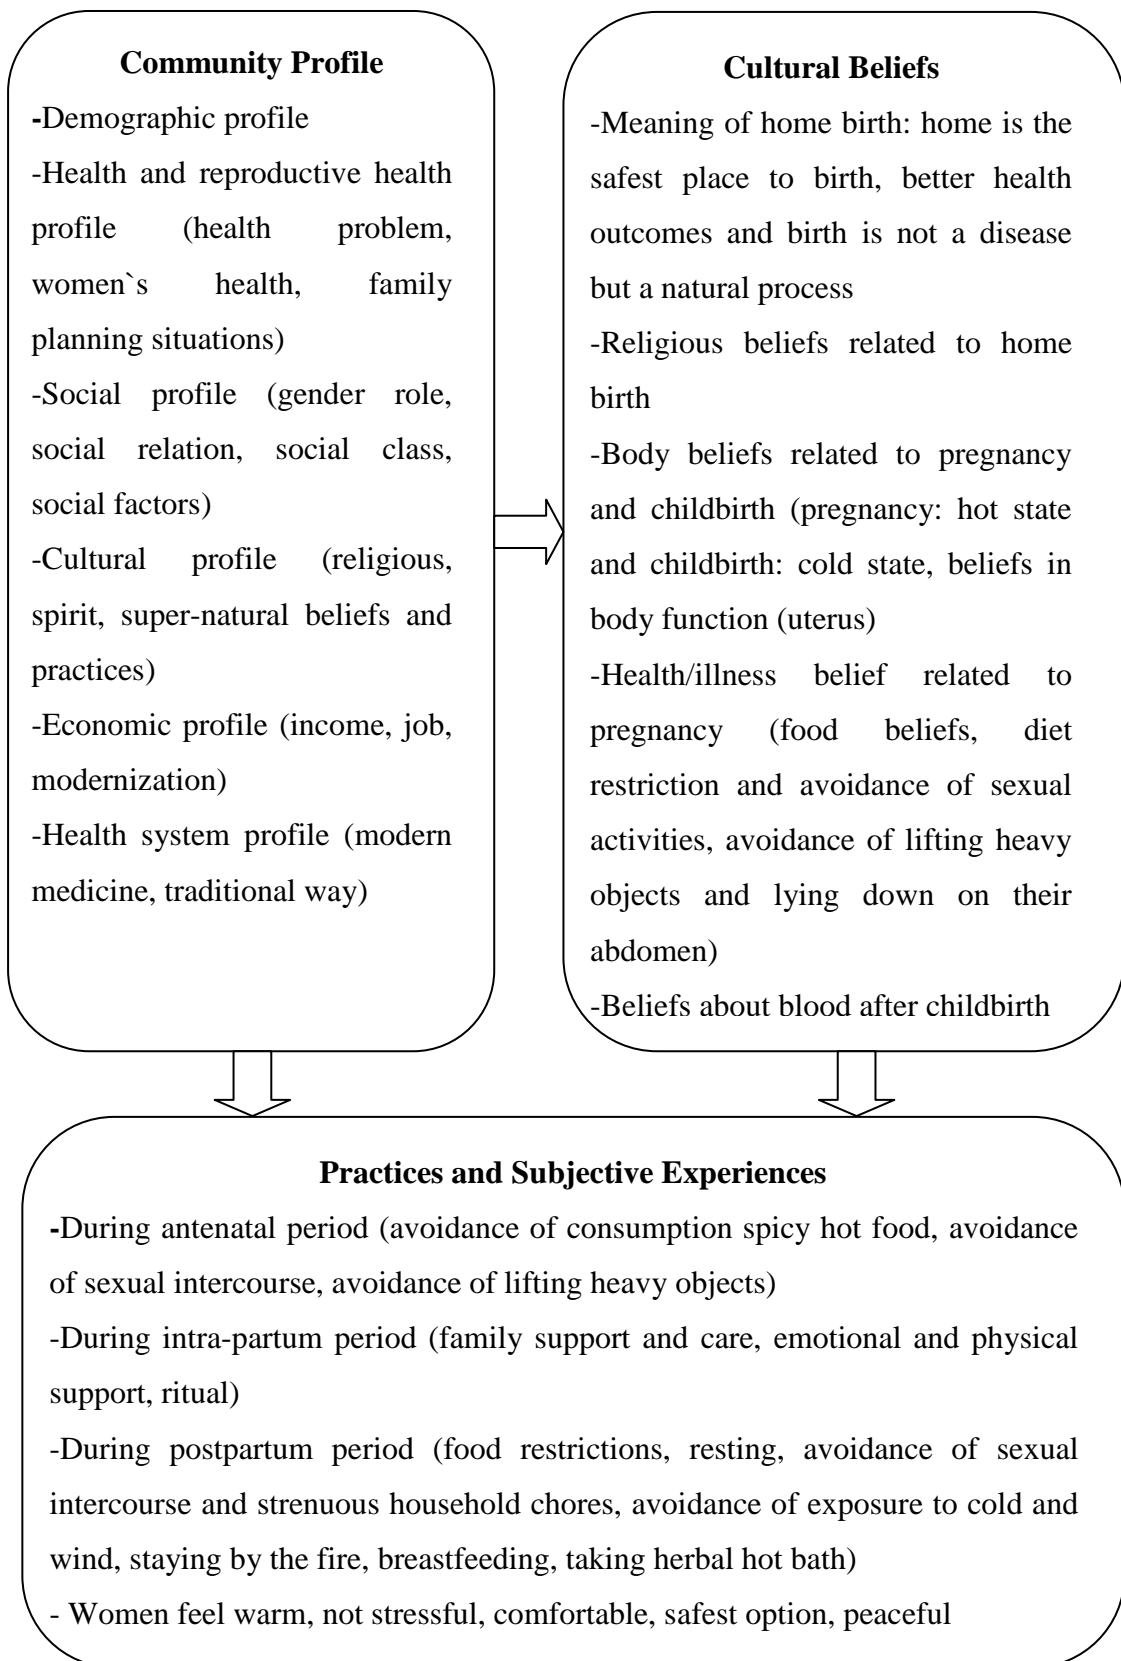 Community Profile
-Demographic profile
-Health and reproductive health
profile (health problem,
women`s health, family
planning situations)
-Social profile (gender role,
social relation, social class,
social factors)
-Cultural profile (religious,
spirit, super-natural beliefs and
practices)
-Economic profile (income, job,
modernization)
-Health system profile (modern
medicine, traditional way)
Cultural Beliefs
-Meaning of home birth: home is the
safest place to birth, better health
outcomes and birth is not a disease
but a natural process
-Religious beliefs related to home
birth
-Body beliefs related to pregnancy
and childbirth (pregnancy: hot state
and childbirth: cold state, beliefs in
body function (uterus)
-Health/illness belief related to
pregnancy (food beliefs, diet
restriction and avoidance of sexual
activities, avoidance of lifting heavy
objects and lying down on their
abdomen)
-Beliefs about blood after childbirth
Practices and Subjective Experiences
-During antenatal period (avoidance of consumption spicy hot food, avoidance
of sexual intercourse, avoidance of lifting heavy objects)
-During intra-partum period (family support and care, emotional and physical
support, ritual)
-During postpartum period (food restrictions, resting, avoidance of sexual
intercourse and strenuous household chores, avoidance of exposure to cold and
wind, staying by the fire, breastfeeding, taking herbal hot bath)
- Women feel warm, not stressful, comfortable, safest option, peaceful